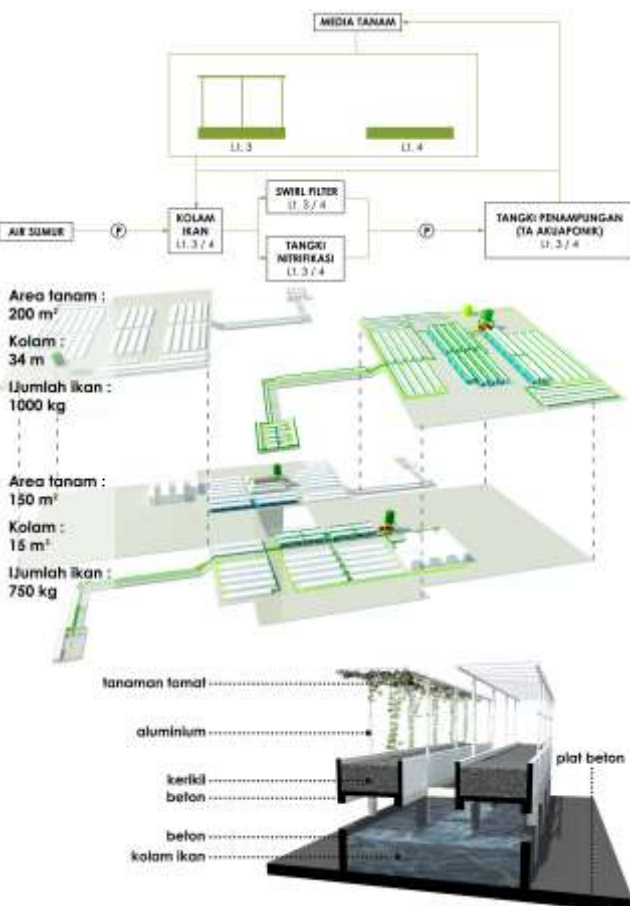 MEDIA TANAM
Lt. 3
Lt. 4
SWIRL FILTER
Lt. 3 / 4
AIR SUMUR
P
KOLAM
IKAN
Lt. 3 / 4
TANGKI
NITRIFIKASI
Lt. 3 / 4
P
TANGKI PENAMPUNGAN
(TA AKUAPONIK)
Lt. 3 / 4
Area tanam :
200 m²
Kolam :
34 m
IJumlah ikan :
1000 kg
Area tanam :
150 m²
Kolam :
15 m²
IJumlah ikan :
750 kg
tanaman tomat
aluminium
plat beton
kerikil
beton
beton
kolam ikan